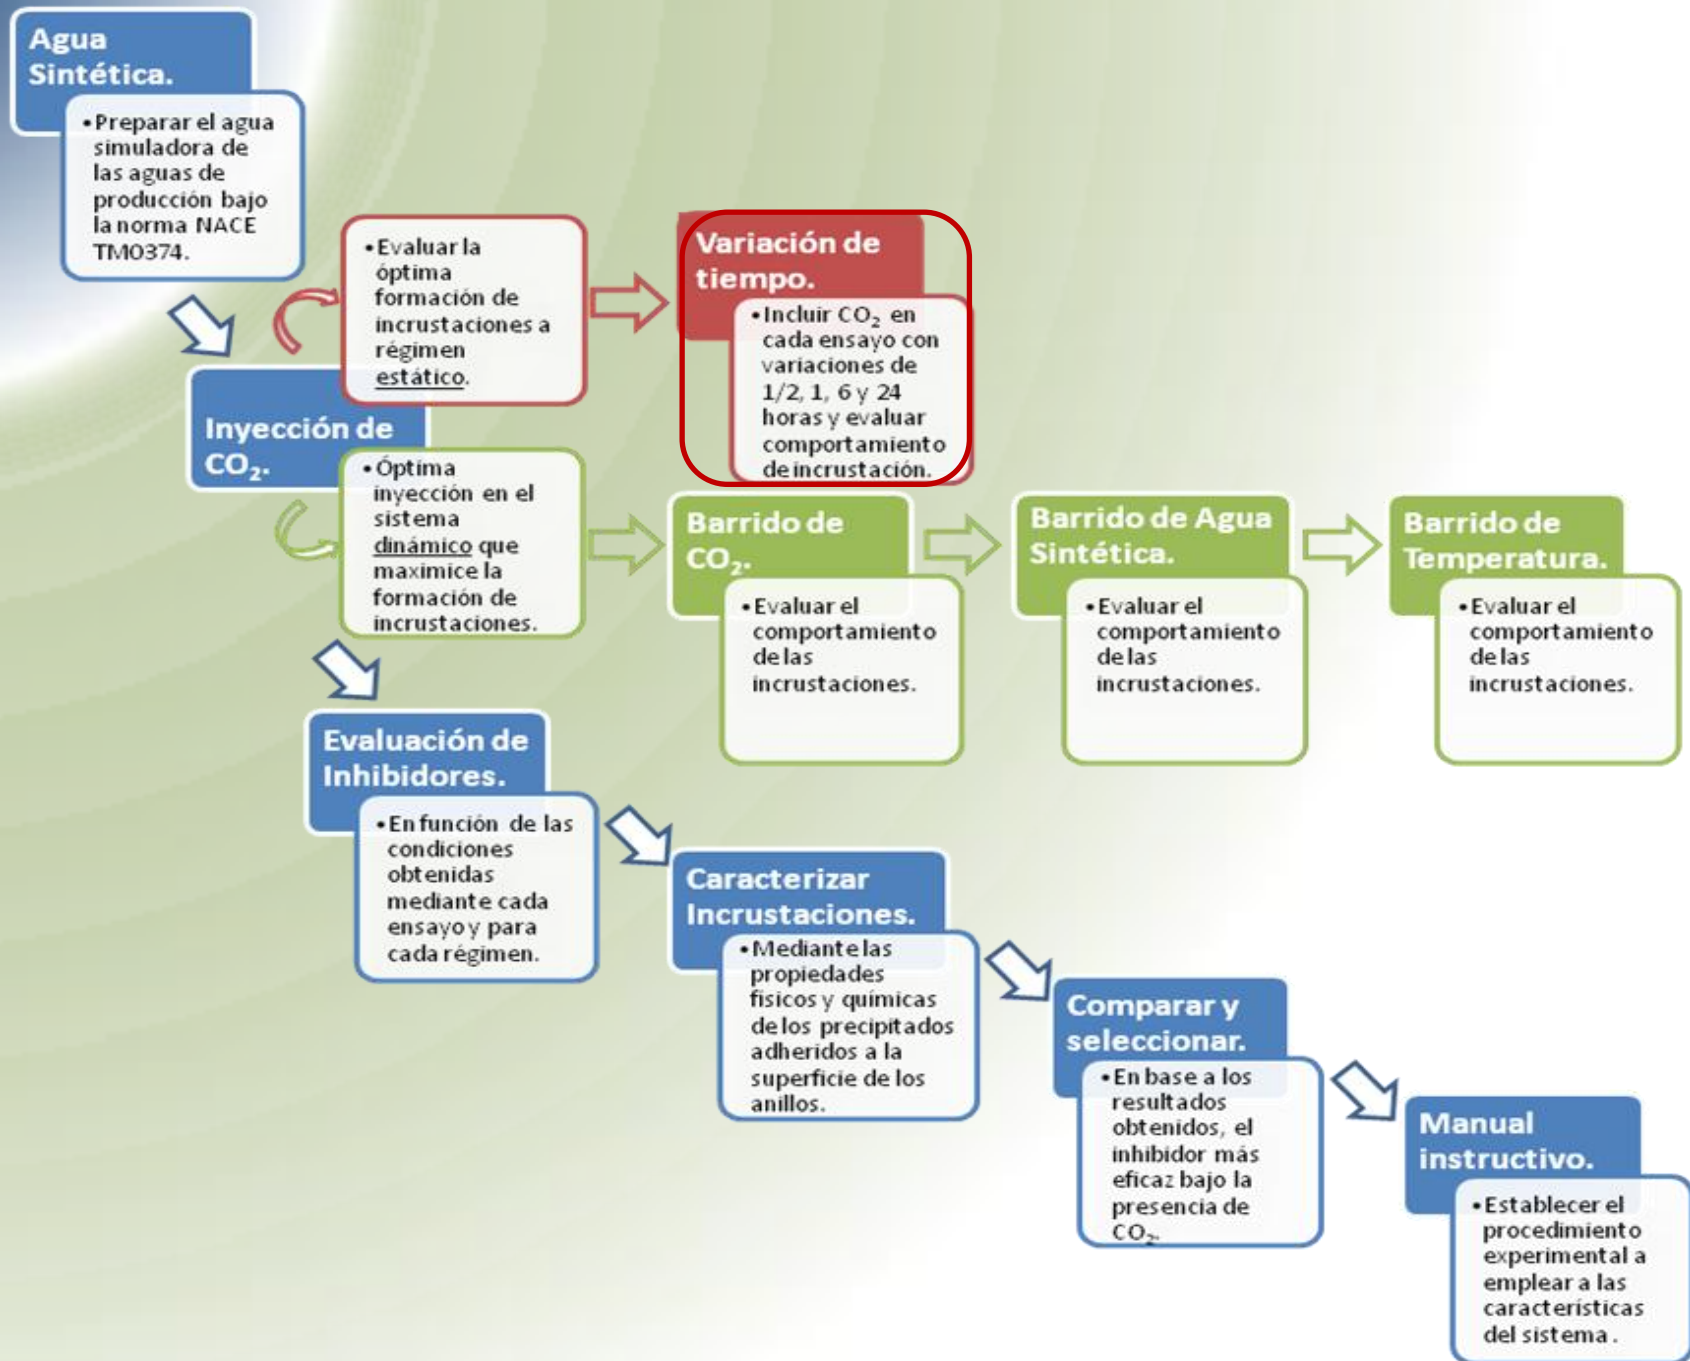 Agua
Sintética.
•Preparar el agua
simuladora de
las aguas de
producción bajo
la norma NACE
TM0374.
•Evaluar la
óptima
formación de
incrustaciones a
régimen
estático.
Variación de
tiempo.
•Incluir CO₂ en
cada ensayo con
variaciones de
1/2, 1, 6 y 24
horas y evaluar
comportamiento
de incrustación.
Inyección de
CO₂.
•Óptima
inyección en el
sistema
dinámico que
maximice la
formación de
incrustaciones.
Barrido de
CO₂.
•Evaluar el
comportamiento
de las
incrustaciones.
Barrido de Agua
Sintética.
•Evaluar el
comportamiento
de las
incrustaciones.
Barrido de
Temperatura.
•Evaluar el
comportamiento
de las
incrustaciones.
Evaluación de
Inhibidores.
•En función de las
condiciones
obtenidas
mediante cada
ensayo y para
cada régimen.
Caracterizar
Incrustaciones.
•Mediante las
propiedades
físicos y químicas
de los precipitados
adheridos a la
superficie de los
anillos.
Comparar y
seleccionar.
•En base a los
resultados
obtenidos, el
inhibidor más
eficaz bajo la
presencia de
CO₂.
Manual
instructivo.
•Establecer el
procedimiento
experimental a
emplear a las
características
del sistema.